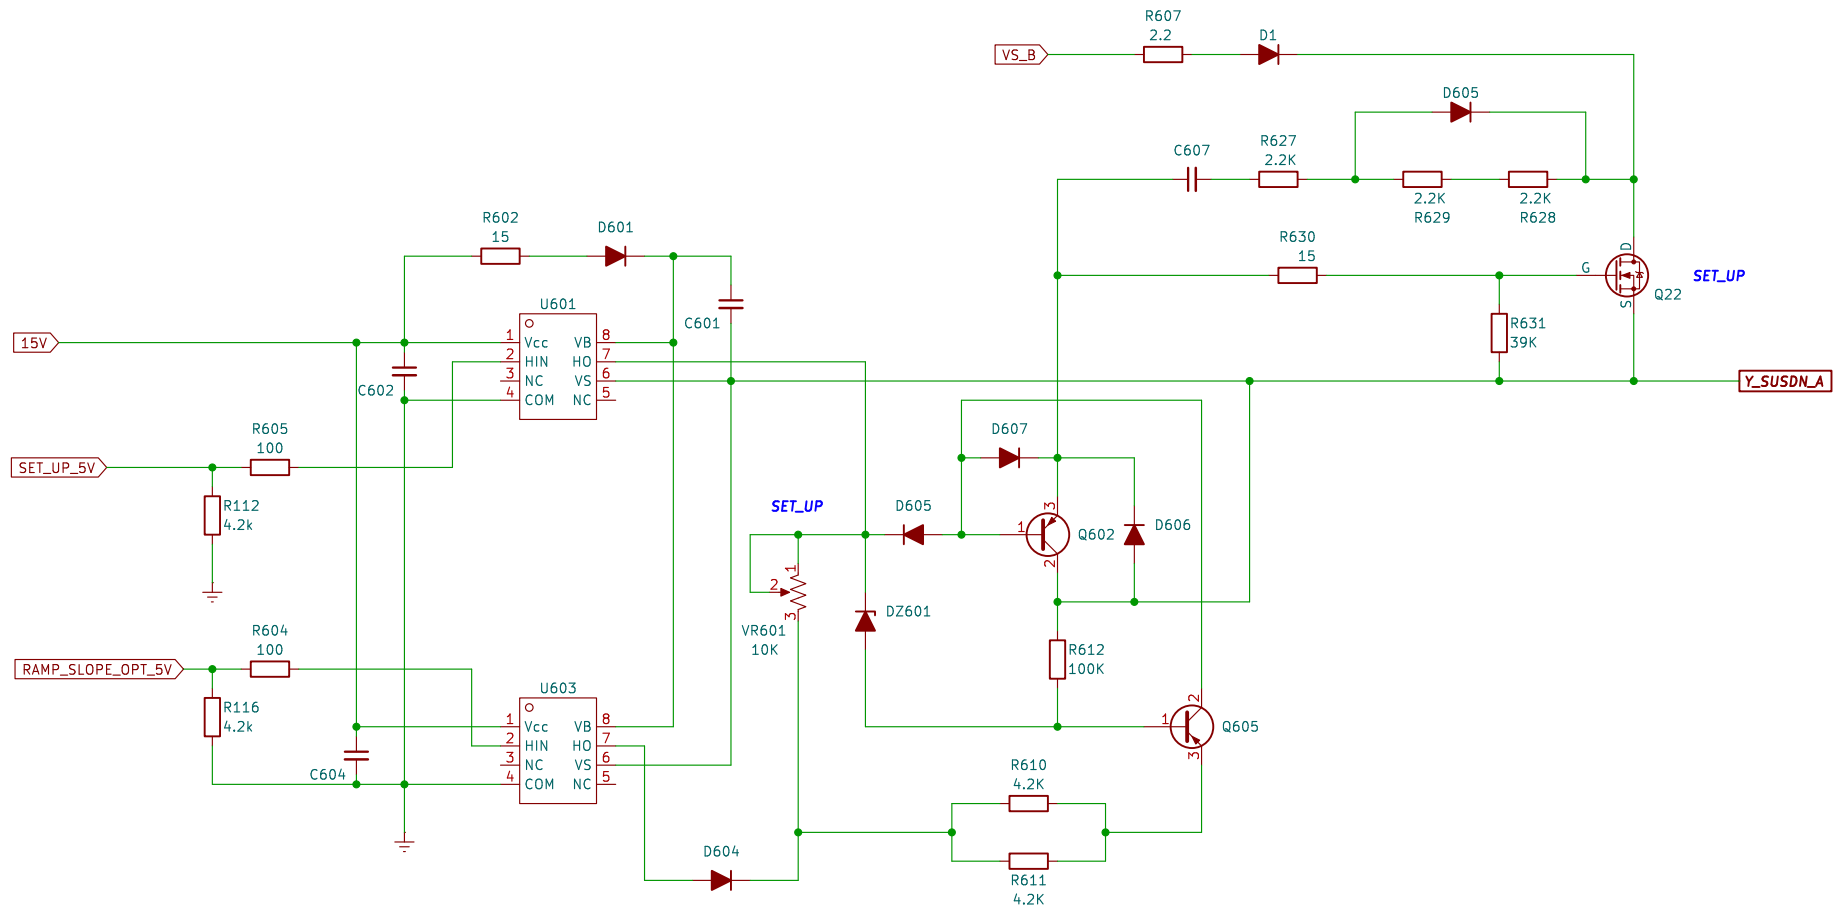 R607
2.2
D1
VS_B
D605
C607
R627
2.2K
2.2K
R629
2.2K
R628
R602
15
D601
R630
15
D
G
S
SET_UP
Q22
U601
C601
R631
39K
15V
1 Vcc VB 8
2 HIN HO 7
3 NC VS 6
4 COM NC 5
C602
Y_SUSDN_A
R605
100
D607
SET_UP_5V
R112
4.2k
SET_UP
D605
3
1
2
Q602
D606
1
2
3
VR601
10K
DZ601
R604
100
R612
100K
RAMP_SLOPE_OPT_5V
R116
4.2k
U603
1 Vcc VB 8
2 HIN HO 7
3 NC VS 6
4 COM NC 5
C604
2
1
3
Q605
R610
4.2K
D604
R611
4.2K